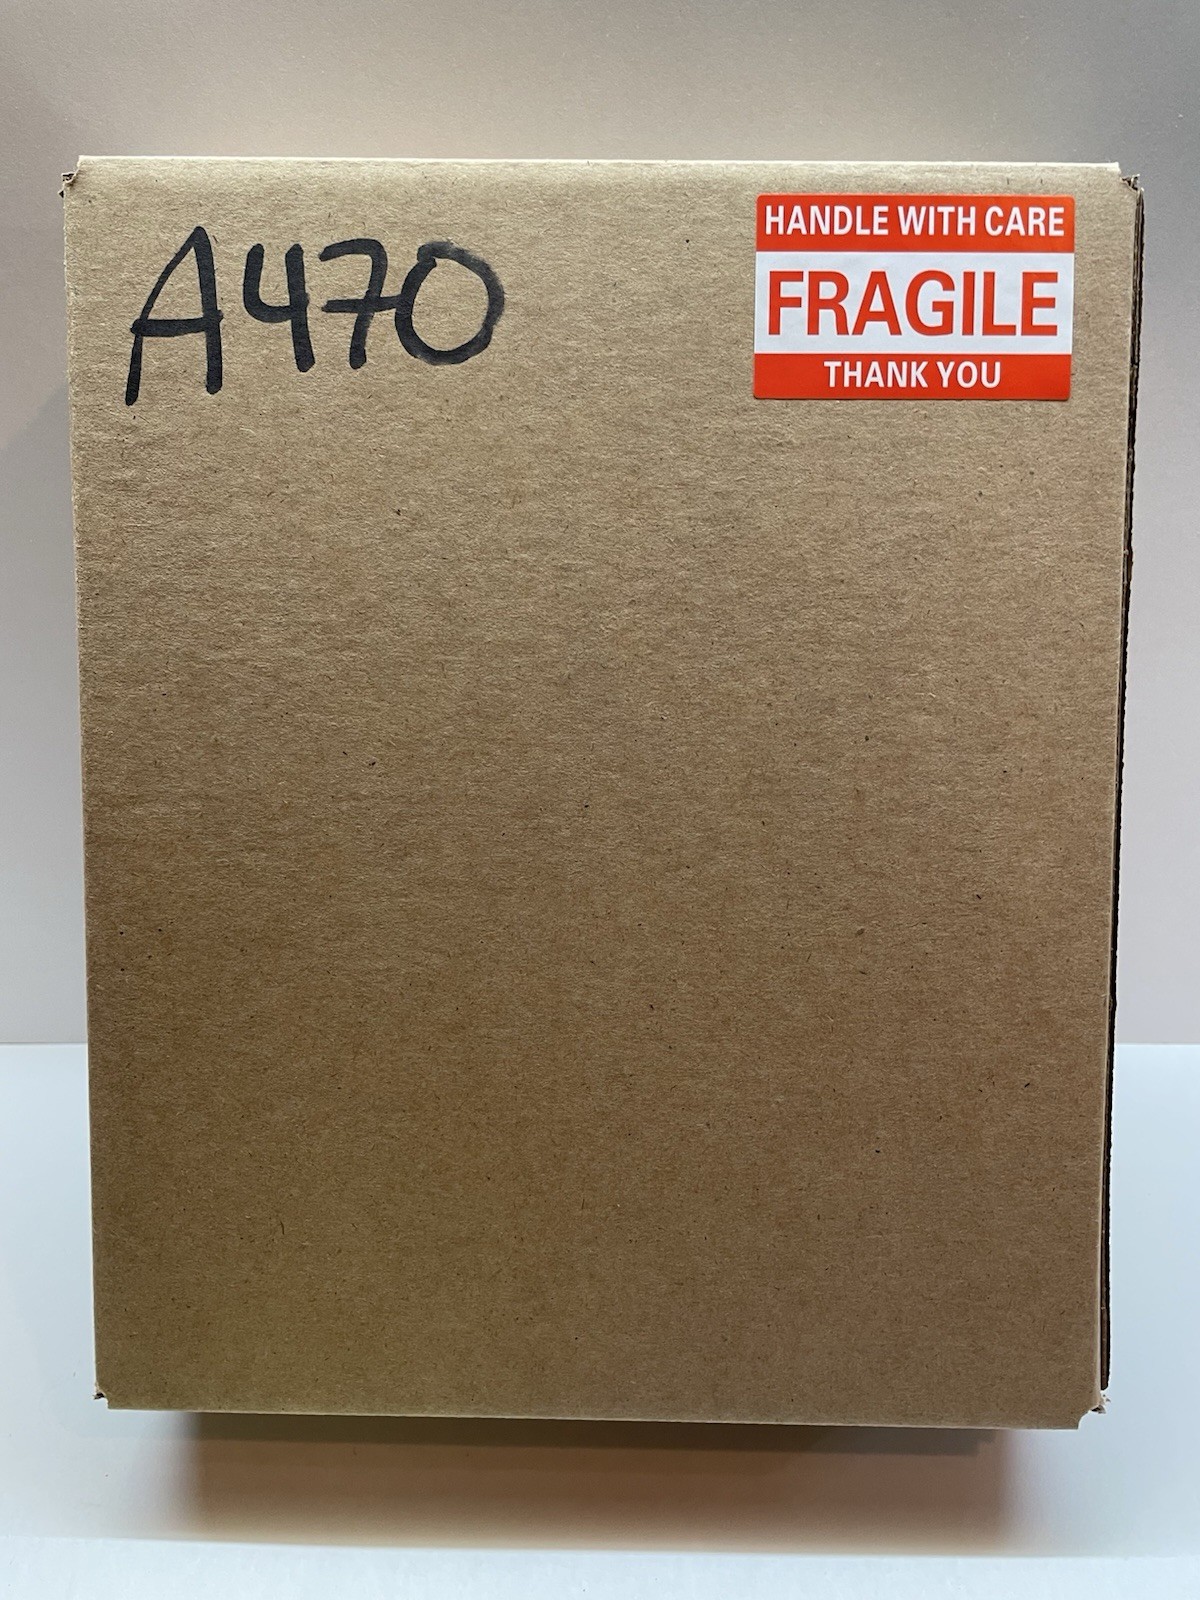 A470
HANDLE WITH CARE
FRAGILE
THANK YOU